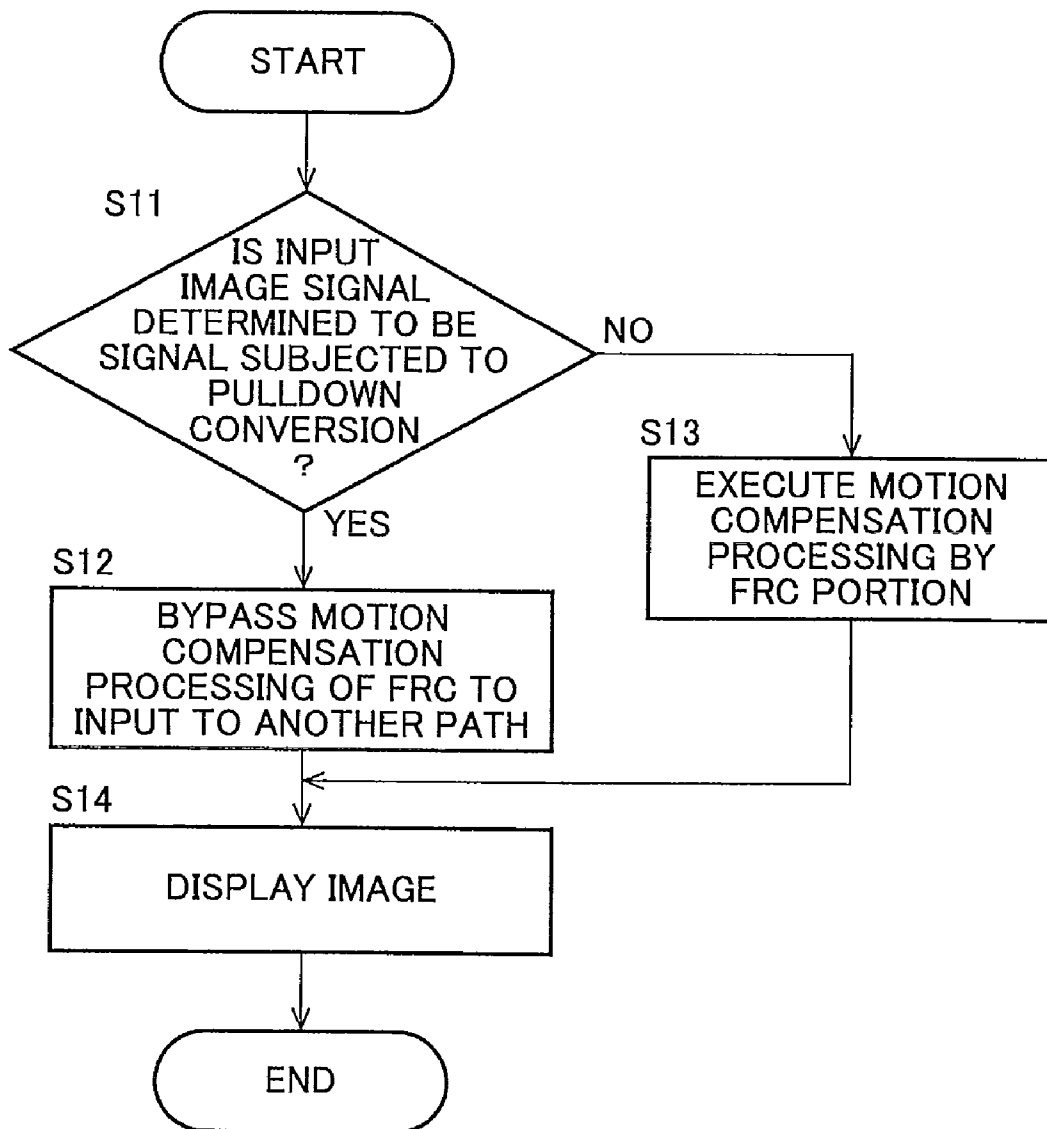 START
S11
IS INPUT
IMAGE SIGNAL
DETERMINED TO BE
SIGNAL SUBJECTED TO
PULLDOWN
CONVERSION
?
NO
YES
S13
EXECUTE MOTION
COMPENSATION
PROCESSING BY
FRC PORTION
S12
BYPASS MOTION
COMPENSATION
PROCESSING OF FRC TO
INPUT TO ANOTHER PATH
S14
DISPLAY IMAGE
END